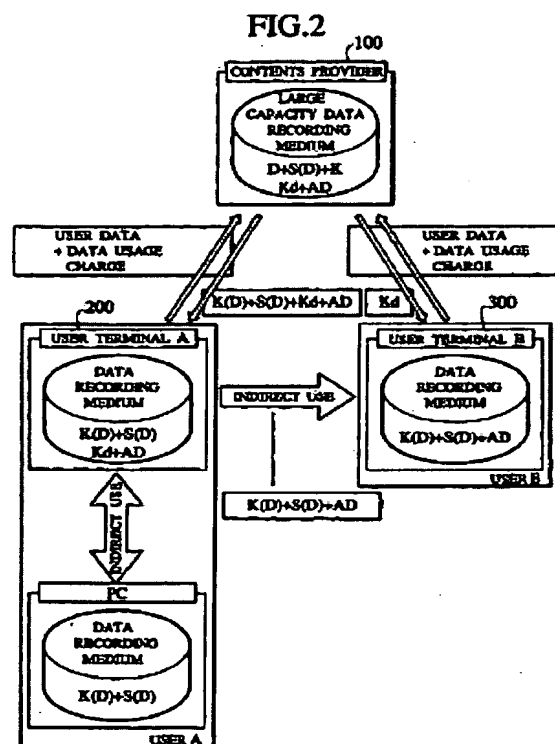 FIG.2
100
CONTENTS PROVIDER
LARGE
CAPACITY DATA
RECORDING
MEDIUM
D+S(D)+K
Kd+AD
USER DATA
+ DATA USAGE
CHARGE
USER DATA
+ DATA USAGE
CHARGE
K(D)+S(D)+Kd+AD
Kd
200
USER TERMINAL A
DATA
RECORDING
MEDIUM
K(D)+S(D)
Kd+AD
INDIRECT USE
300
USER TERMINAL B
DATA
RECORDING
MEDIUM
K(D)+S(D)+AD
USER B
K(D)+S(D)+AD
INDIRECT USE
PC
DATA
RECORDING
MEDIUM
K(D)+S(D)
USER A